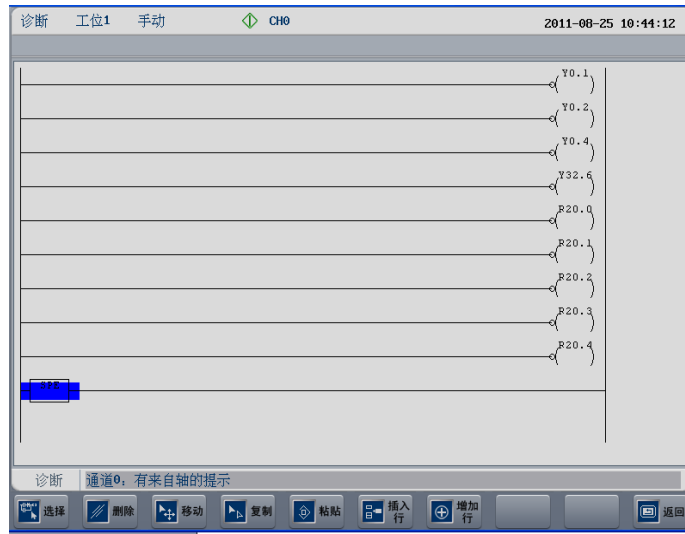 诊断 工位1 手动 CH0 2011-08-25 10:44:12
Y0.1
Y0.2
Y0.4
Y32.6
R20.0
R20.1
R20.2
R20.3
R20.4
诊断 通道0：有来自轴的提示
选择 删除 移动 复制 粘贴 插入行 增加行 返回